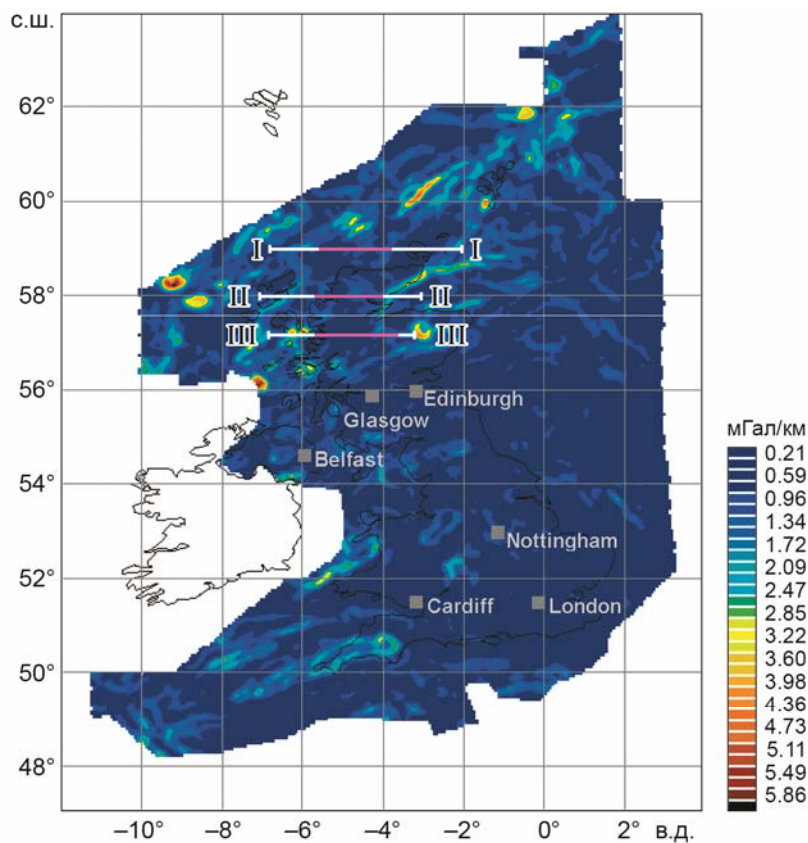 с.ш.
62°
60°
I I
II II
58°
III III
56°
Edinburgh
Glasgow
Belfast
54°
Nottingham
52°
Cardiff London
50°
48°
–10° –8° –6° –4° –2° 0° 2° в.д.
мГал/км
0.21
0.59
0.96
1.34
1.72
2.09
2.47
2.85
3.22
3.60
3.98
4.36
4.73
5.11
5.49
5.86